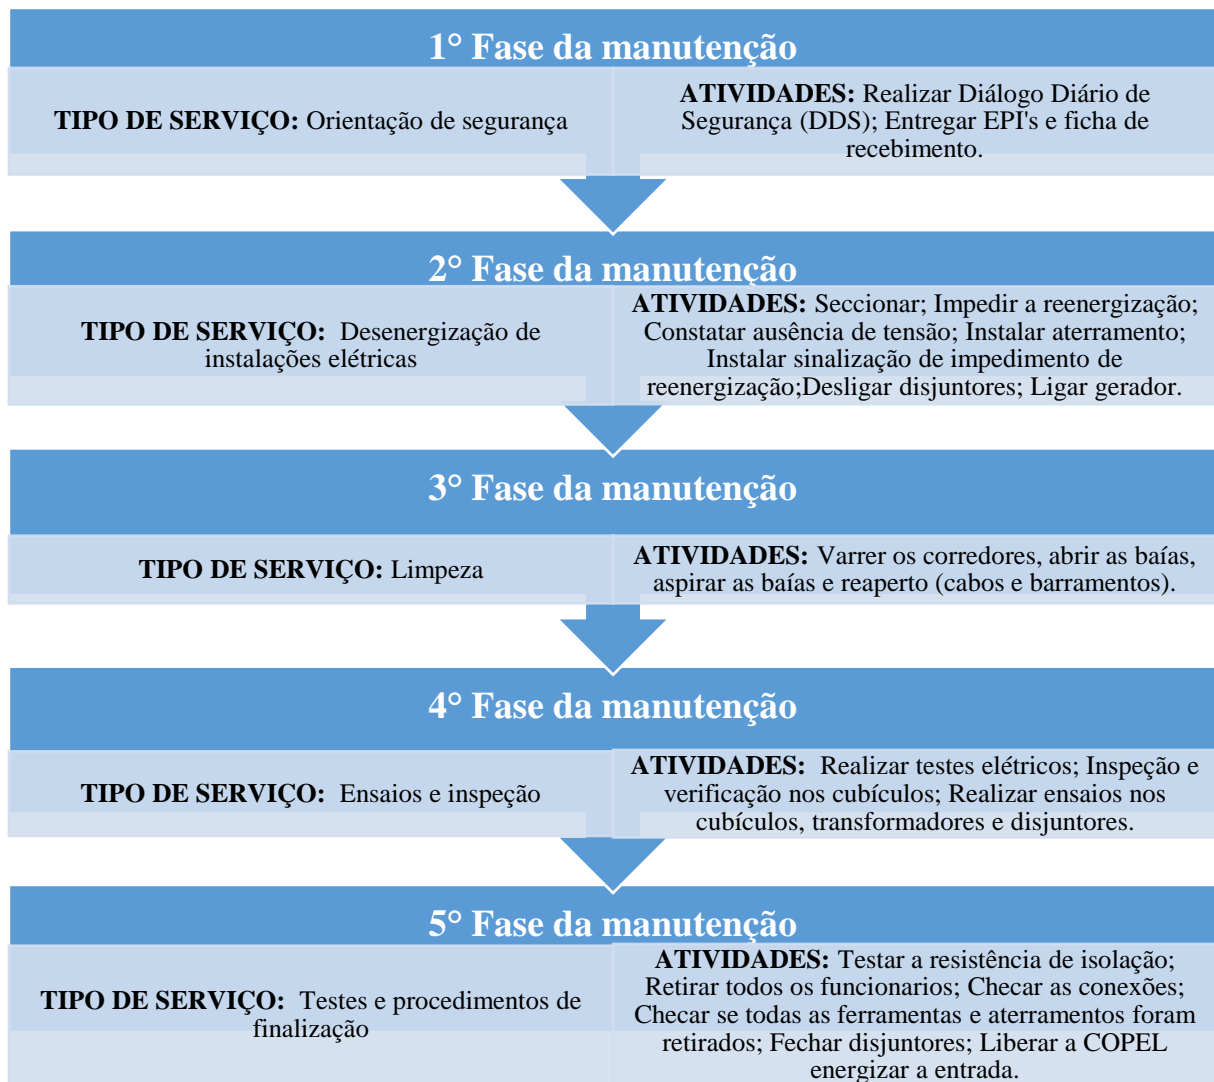 1° Fase da manutenção
TIPO DE SERVIÇO: Orientação de segurança
ATIVIDADES: Realizar Diálogo Diário de
Segurança (DDS); Entregar EPI's e ficha de
recebimento.
2° Fase da manutenção
TIPO DE SERVIÇO: Desenergização de
instalações elétricas
ATIVIDADES: Seccionar; Impedir a reenergização;
Constatar ausência de tensão; Instalar aterramento;
Instalar sinalização de impedimento de
reenergização;Desligar disjuntores; Ligar gerador.
3° Fase da manutenção
TIPO DE SERVIÇO: Limpeza
ATIVIDADES: Varrer os corredores, abrir as baías,
aspirar as baías e reaperto (cabos e barramentos).
4° Fase da manutenção
TIPO DE SERVIÇO: Ensaios e inspeção
ATIVIDADES: Realizar testes elétricos; Inspeção e
verificação nos cubículos; Realizar ensaios nos
cubículos, transformadores e disjuntores.
5° Fase da manutenção
TIPO DE SERVIÇO: Testes e procedimentos de
finalização
ATIVIDADES: Testar a resistência de isolação;
Retirar todos os funcionarios; Checar as conexões;
Checar se todas as ferramentas e aterramentos foram
retirados; Fechar disjuntores; Liberar a COPEL
energizar a entrada.